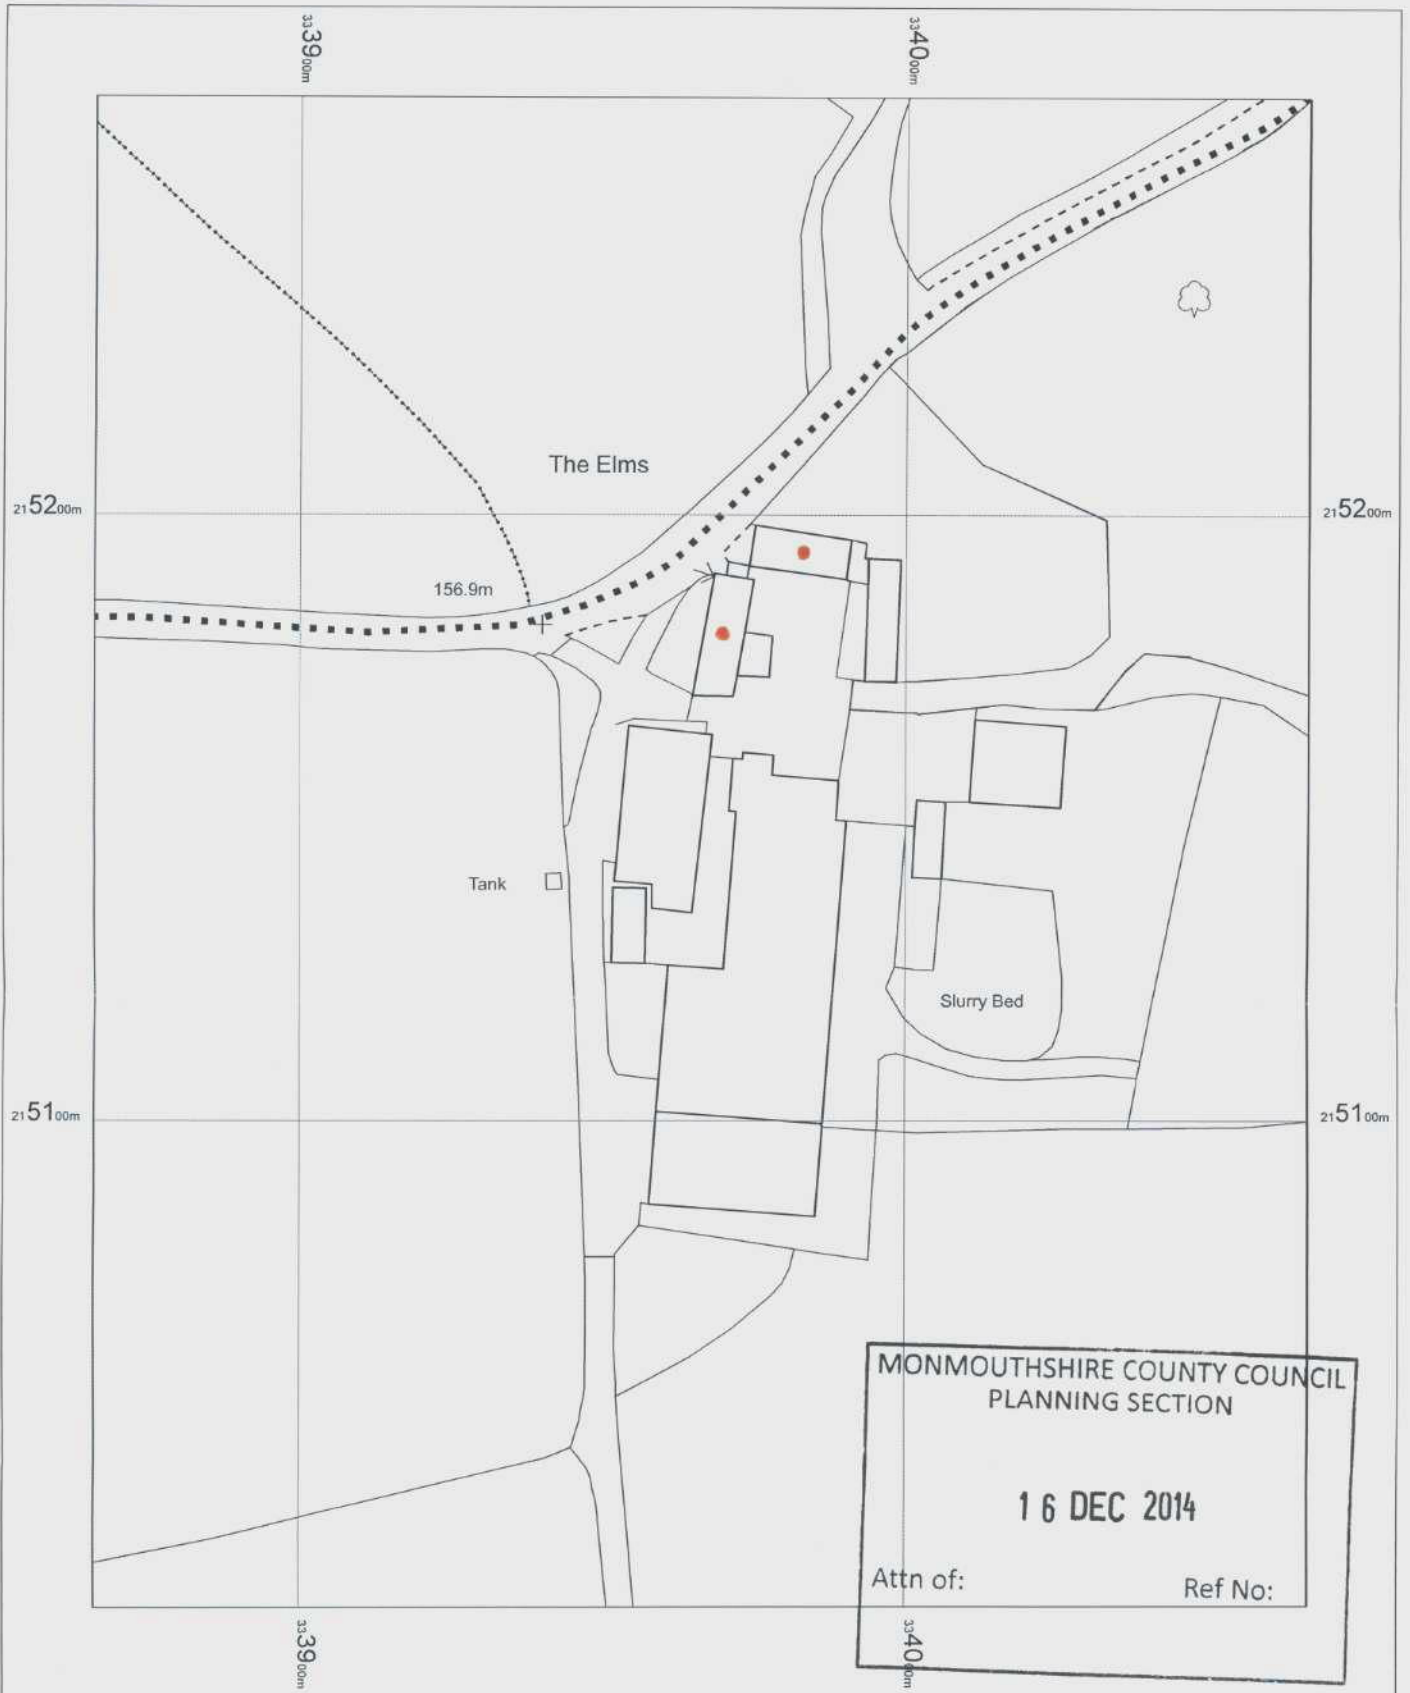 3339 00m
3340 00m
The Elms
2152 00m
2152 00m
156.9m
Tank
Slurry Bed
2151 00m
2151 00m
MONMOUTHSHIRE COUNTY COUNCIL
PLANNING SECTION
16 DEC 2014
Attn of:
Ref No:
3339 00m
3340 00m